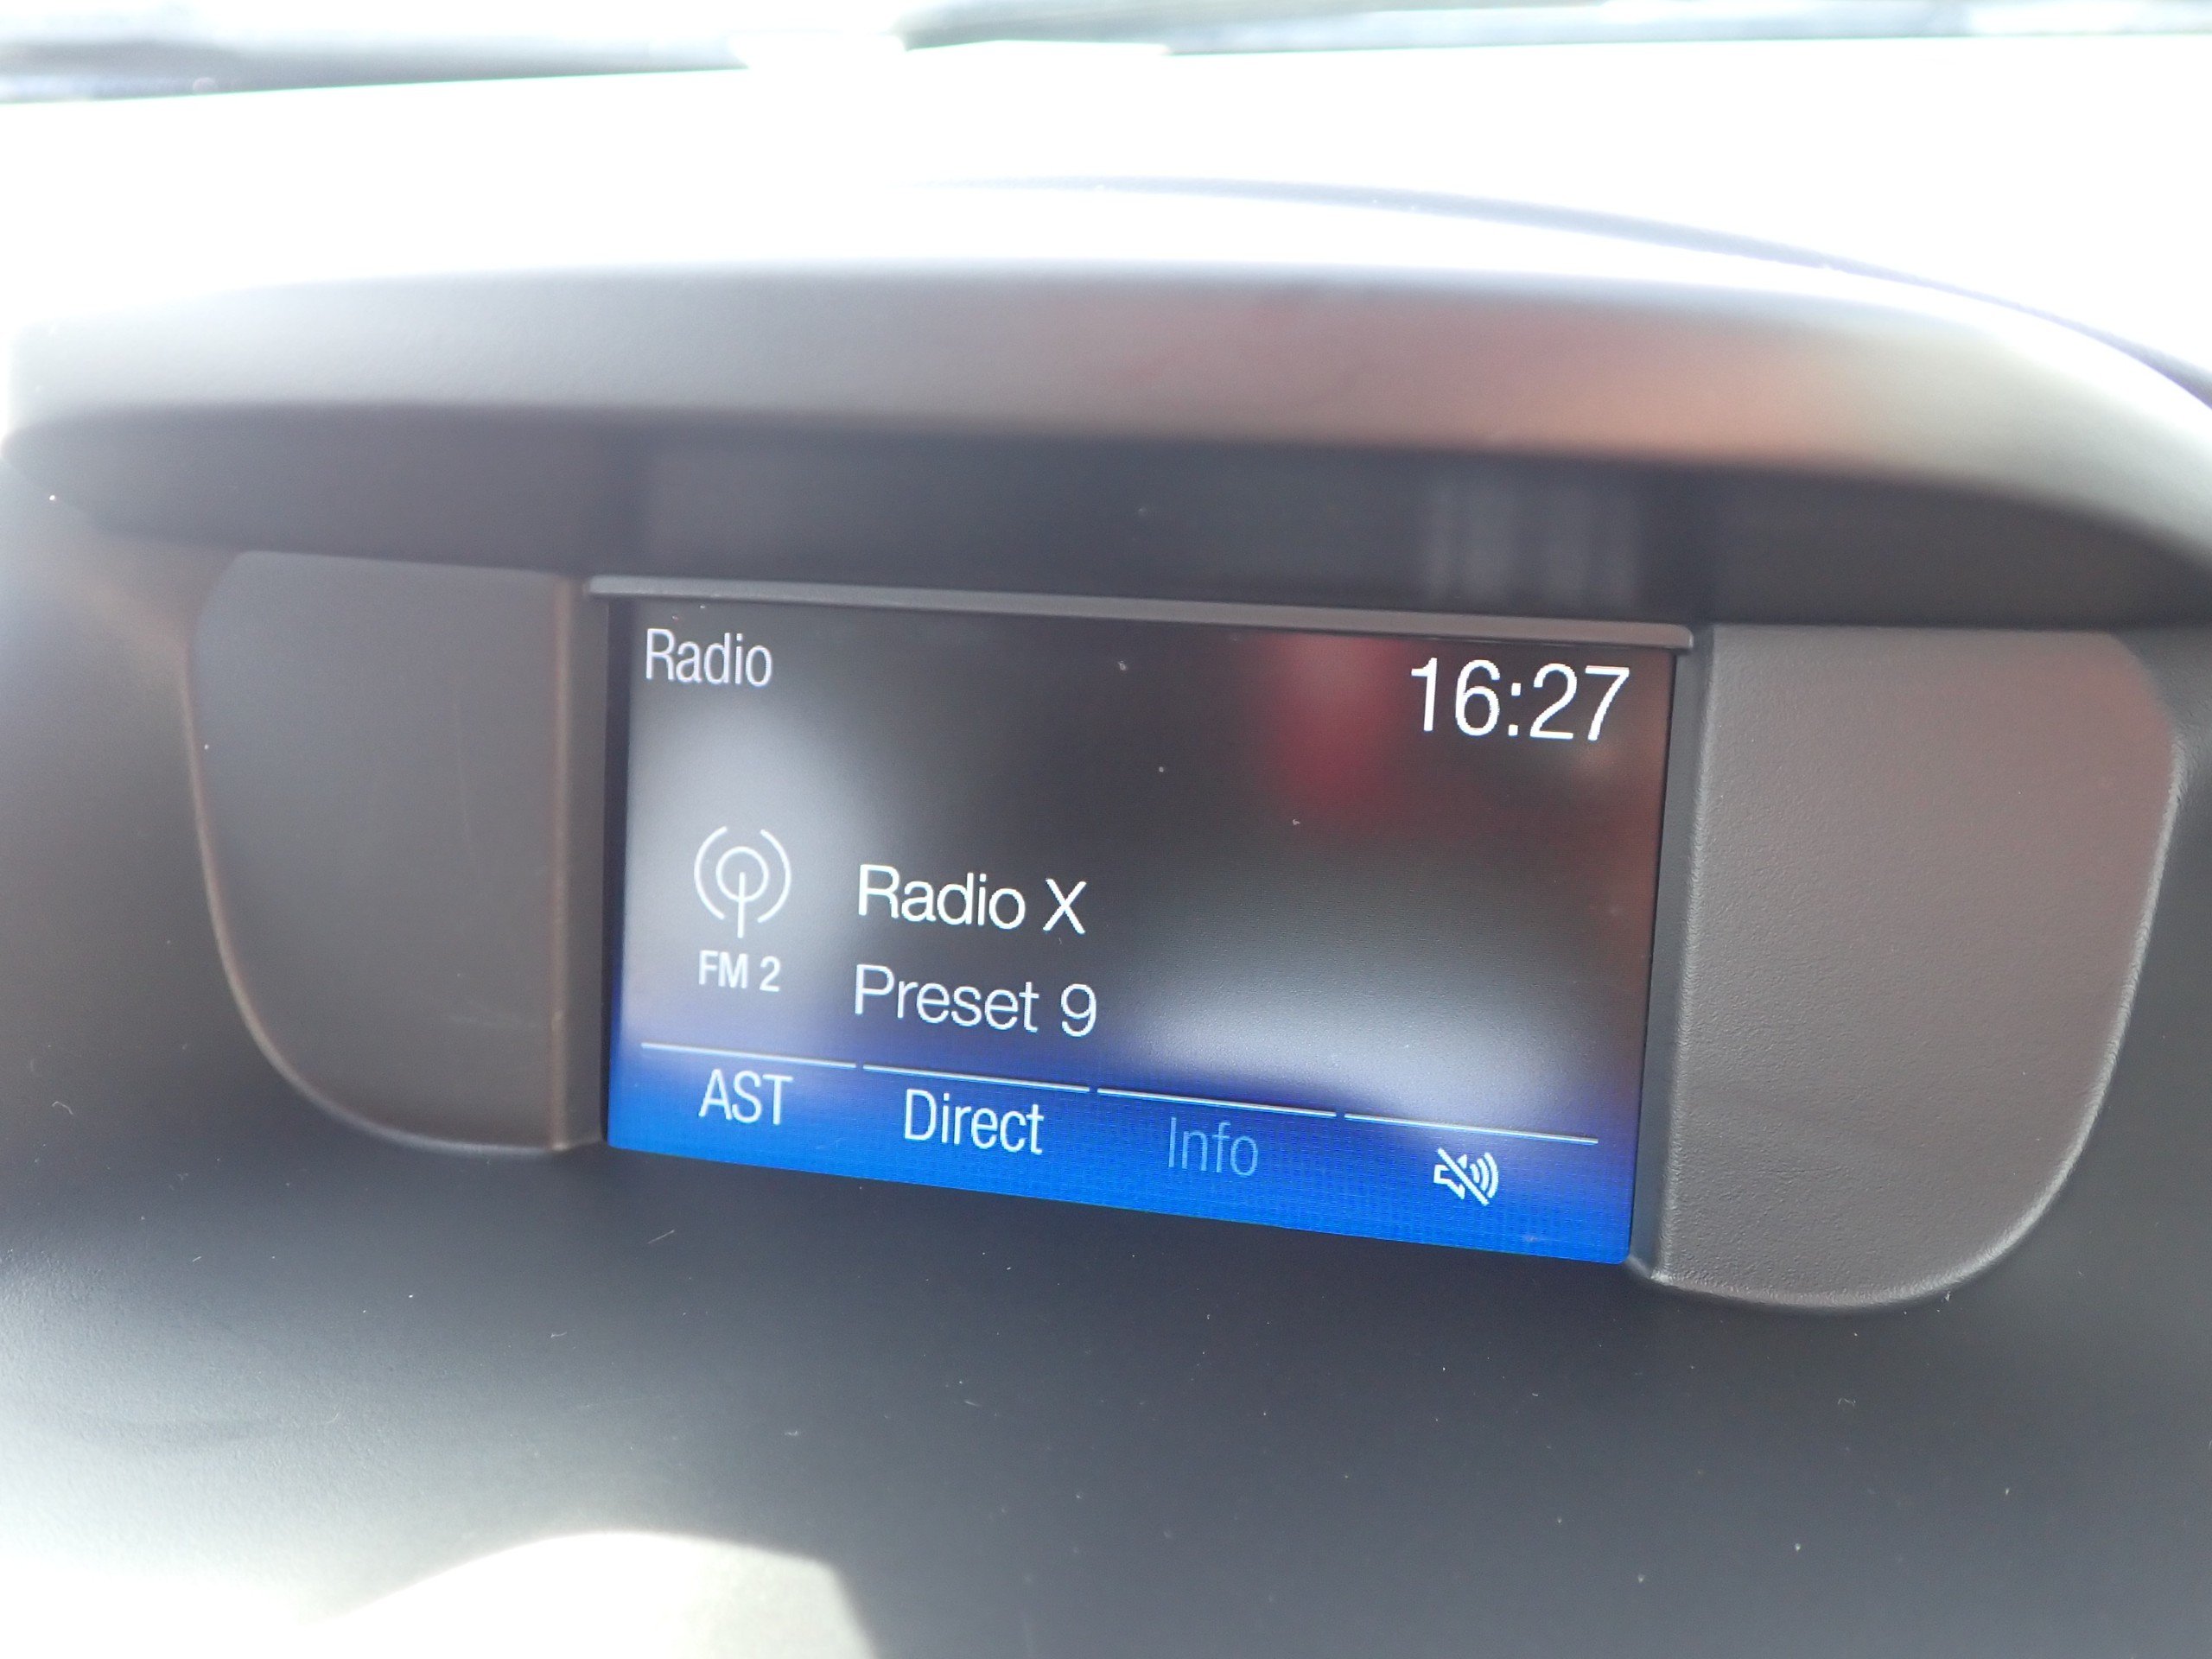 Radio
16:27
Radio X
FM 2
Preset 9
AST Direct Info